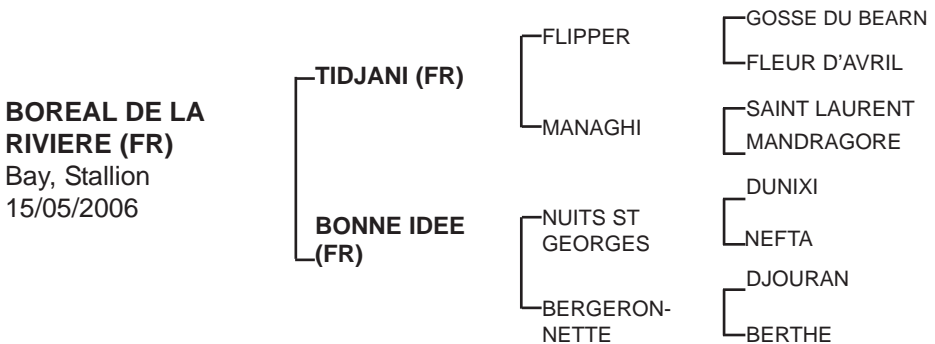 BOREAL DE LA
RIVIERE (FR)
Bay, Stallion
15/05/2006
TIDJANI (FR)
BONNE IDEE
(FR)
FLIPPER
MANAGHI
NUITS ST
GEORGES
BERGERON-
NETTE
GOSSE DU BEARN
FLEUR D'AVRIL
SAINT LAURENT
MANDRAGORE
DUNIXI
NEFTA
DJOURAN
BERTHE